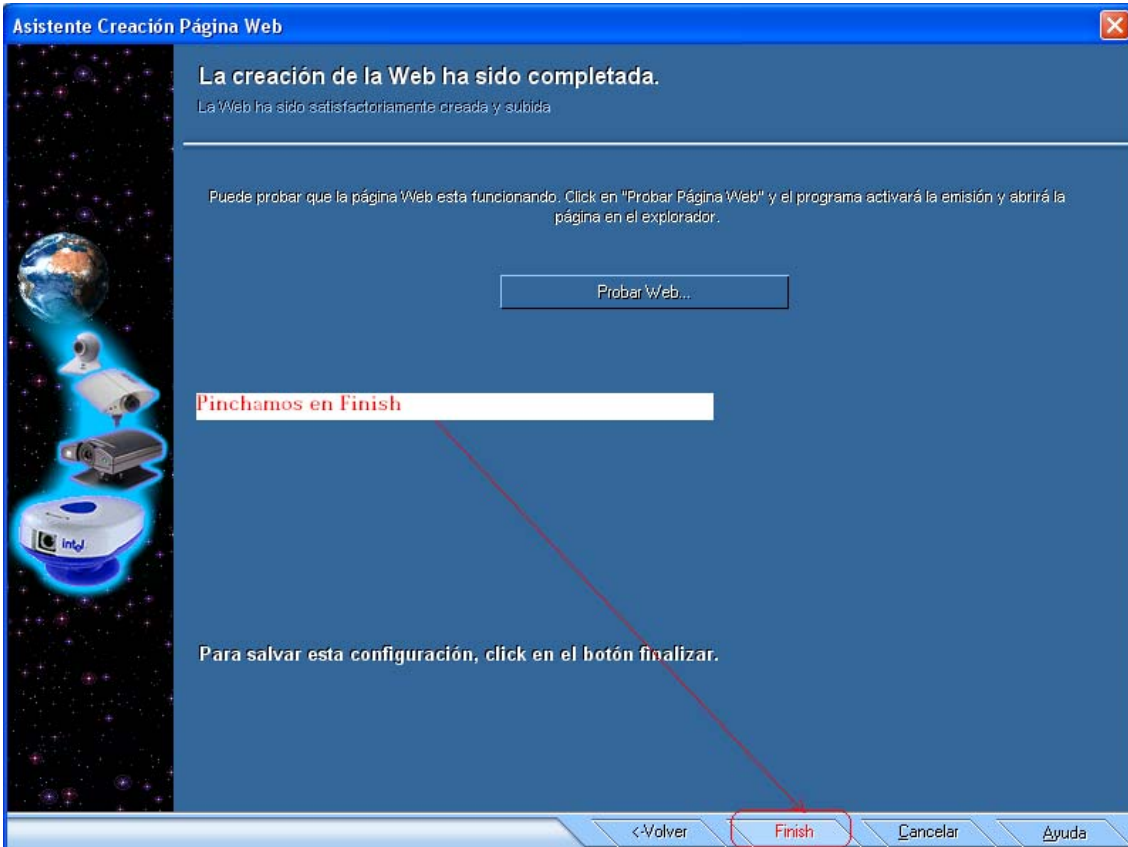 Asistente Creación Página Web
La creación de la Web ha sido completada.
La Web ha sido satisfactoriamente creada y subida
Puede probar que la página Web esta funcionando. Click en "Probar Página Web" y el programa activará la emisión y abrirá la
página en el explorador.
Probar Web...
Pinchamos en Finish
intel
Para salvar esta configuración, click en el botón finalizar.
<-Volver
Finish
Cancelar
Ayuda